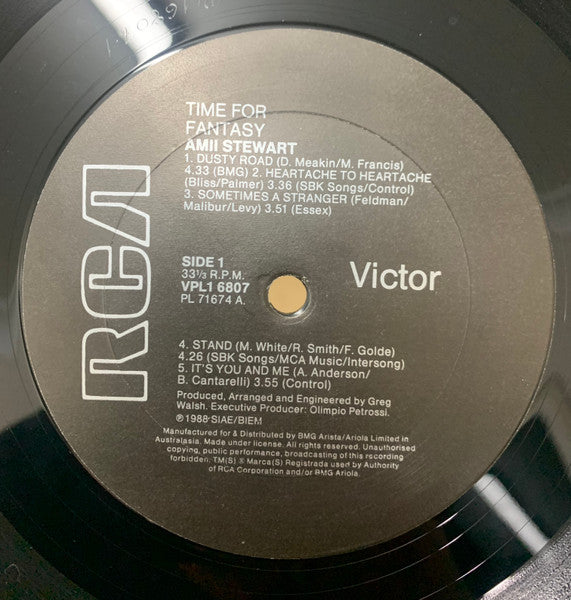 TIME FOR
FANTASY
AMII STEWART
1. DUSTY ROAD (D. Meakin/M. Francis)
4.33 (BMG) 2. HEARTACHE TO HEARTACHE
(Bliss/Palmer) 3.36 (SBK Songs/Control)
3. SOMETIMES A STRANGER (Feldman/
Malibur/Levy) 3.51 (Essex)
RCA
SIDE 1
33⅓ R.P.M.
VPL1 6807
PL 71674 A.
Victor
4. STAND (M. White/R. Smith/F. Golde)
4.26 (SBK Songs/MCA Music/Intersong)
5. IT'S YOU AND ME (A. Anderson/
B. Cantarelli) 3.55 (Control)
Produced, Arranged and Engineered by Greg
Walsh. Executive Producer: Olimpio Petrossi.
℗ 1988 SIAE/BIEM
Manufactured for & Distributed by BMG Arista/Ariola Limited in
Australasia. Made under license. All rights reserved. Unauthorised
copying, public performance, broadcasting of this recording
forbidden. TM(S) ® Marca(S) Registrada used by Authority
of RCA Corporation and/or BMG Ariola.